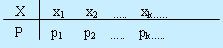 X x₁ x₂ ..... xₖ.....
P p₁ p₂ ..... pₖ.....